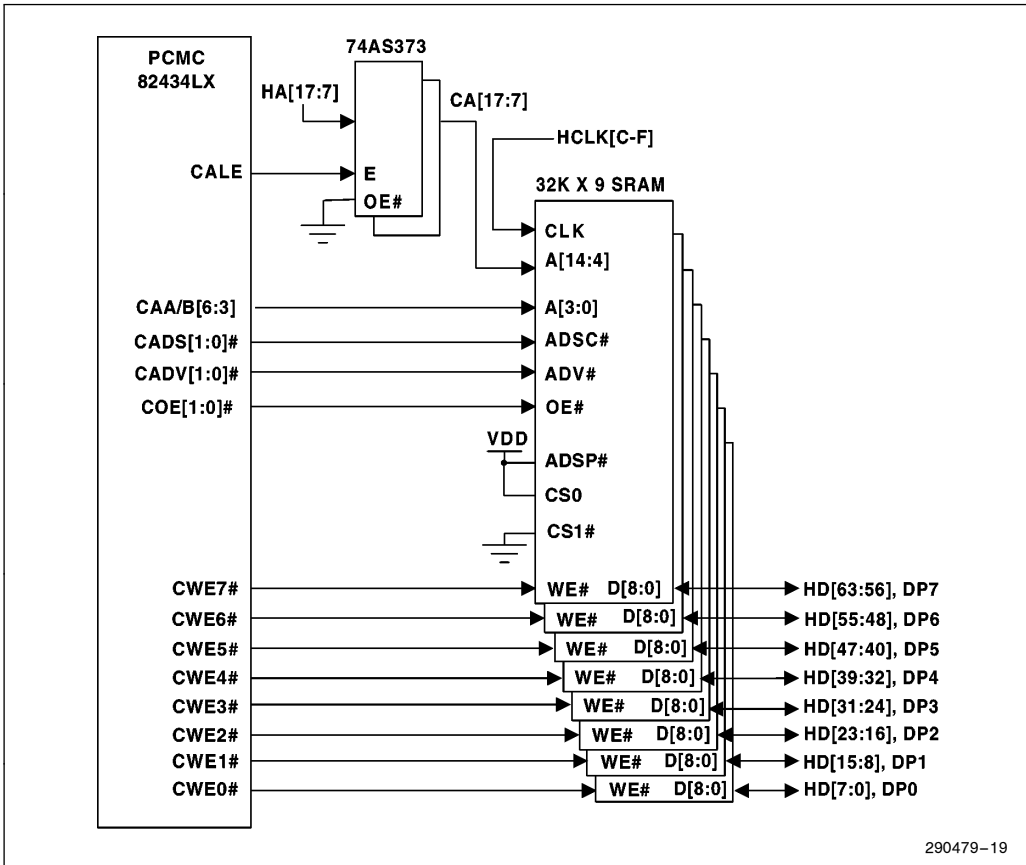 74AS373
PCMC
82434LX
HA[17:7]
CA[17:7]
HCLK[C-F]
CALE
E
OE#
32K X 9 SRAM
CLK
A[14:4]
CAA/B[6:3]
A[3:0]
CADS[1:0]#
ADSC#
CADV[1:0]#
ADV#
COE[1:0]#
OE#
VDD
ADSP#
CS0
CS1#
CWE7# WE# D[8:0] HD[63:56], DP7
CWE6# WE# D[8:0] HD[55:48], DP6
CWE5# WE# D[8:0] HD[47:40], DP5
CWE4# WE# D[8:0] HD[39:32], DP4
CWE3# WE# D[8:0] HD[31:24], DP3
CWE2# WE# D[8:0] HD[23:16], DP2
CWE1# WE# D[8:0] HD[15:8], DP1
CWE0# WE# D[8:0] HD[7:0], DP0
290479-19